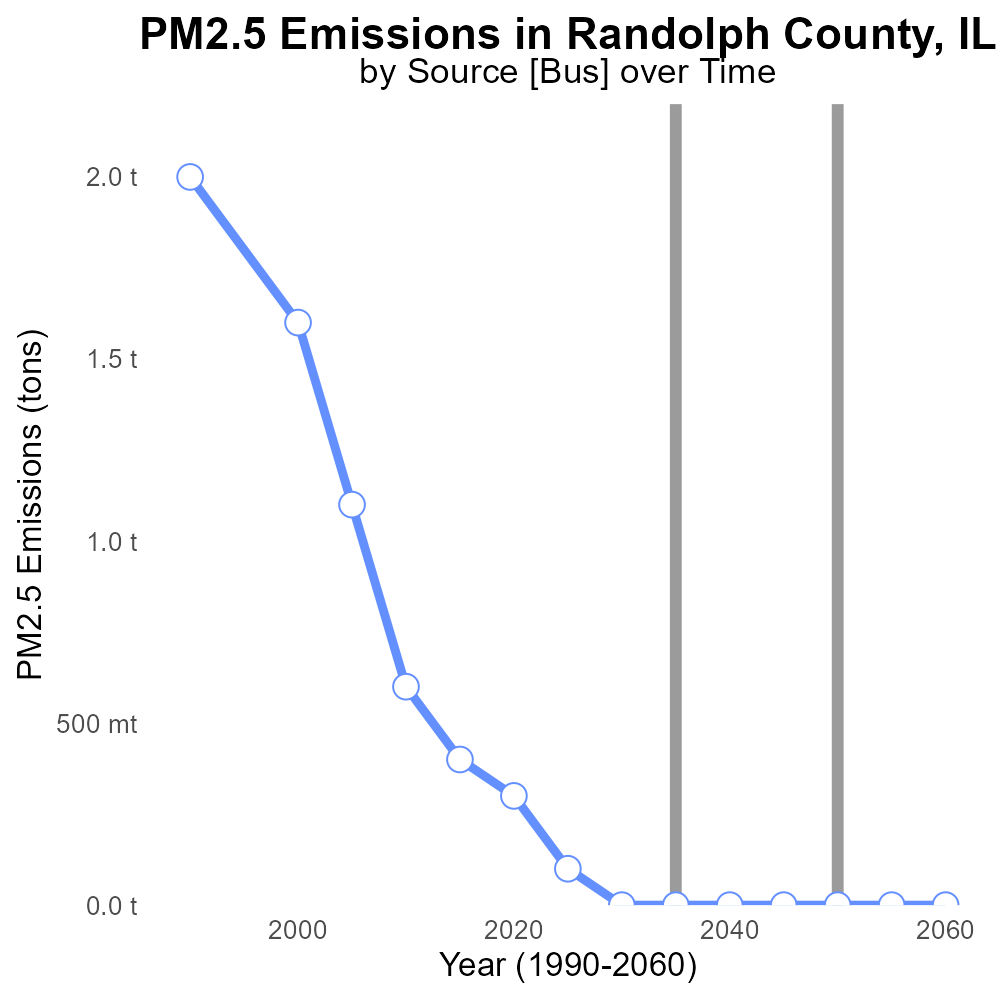 PM2.5 Emissions in Randolph County, IL
by Source [Bus] over Time
PM2.5 Emissions (tons)
2.0 t
1.5 t
1.0 t
500 mt
0.0 t
2000 2020 2040 2060
Year (1990-2060)